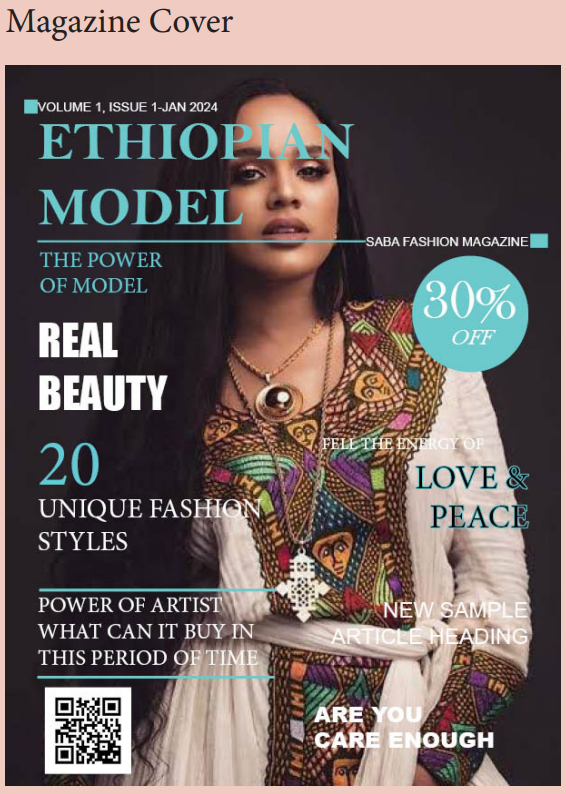 Magazine Cover
VOLUME 1, ISSUE 1-JAN 2024
ETHIOPIAN
MODEL
SABA FASHION MAGAZINE
THE POWER
OF MODEL
30%
OFF
REAL
BEAUTY
20
UNIQUE FASHION
STYLES
FELL THE ENERGY OF
LOVE &
PEACE
POWER OF ARTIST
WHAT CAN IT BUY IN
THIS PERIOD OF TIME
NEW SAMPLE
ARTICLE HEADING
ARE YOU
CARE ENOUGH